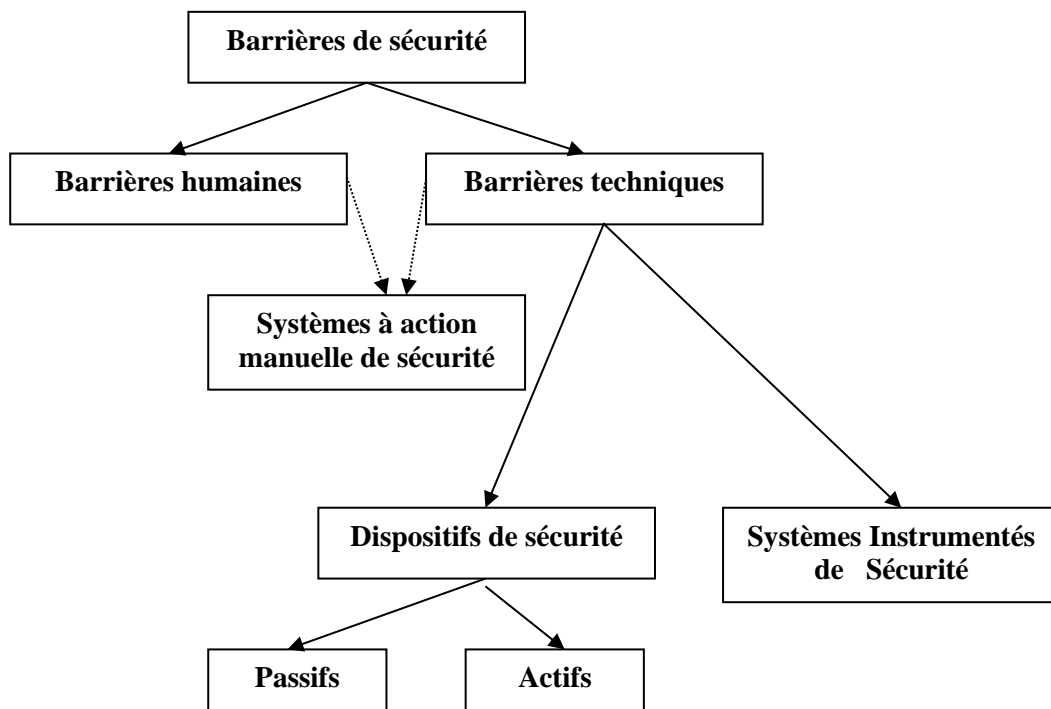 Barrières de sécurité
Barrières humaines
Barrières techniques
Systèmes à action
manuelle de sécurité
Dispositifs de sécurité
Systèmes Instrumentés
de Sécurité
Passifs
Actifs